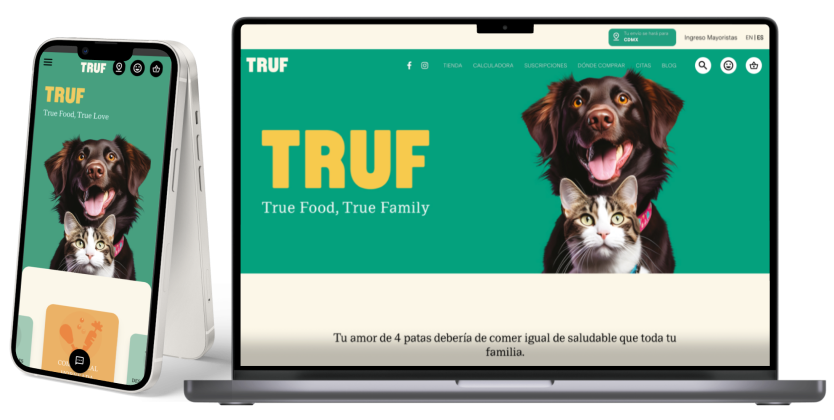 TRUF
TRUF
True Food, True Love
Tu envío se hará para
CDMX
Ingreso Mayoristas
EN | ES
TRUF
TIENDA
CALCULADORA
SUSCRIPCIONES
DÓNDE COMPRAR
CITAS
BLOG
TRUF
True Food, True Family
Tu amor de 4 patas debería de comer igual de saludable que toda tu
familia.